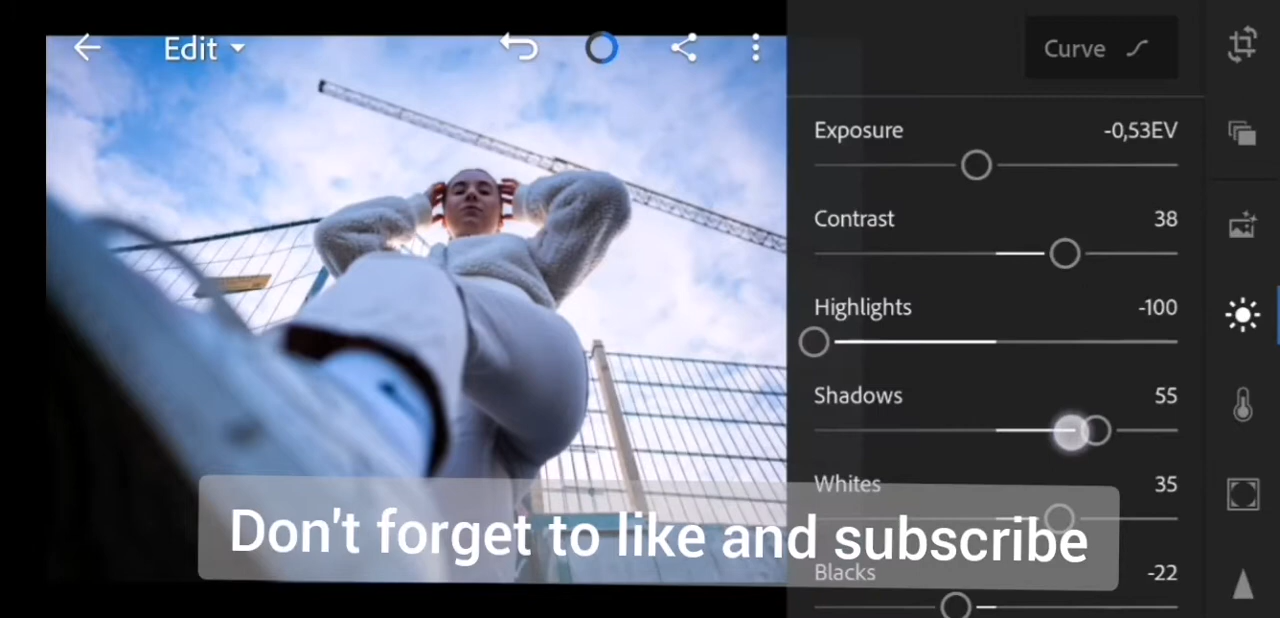 Edit
Curve
Exposure -0,53EV
Contrast 38
Highlights -100
Shadows 55
Whites 35
Don't forget to like and subscribe
Blacks -22